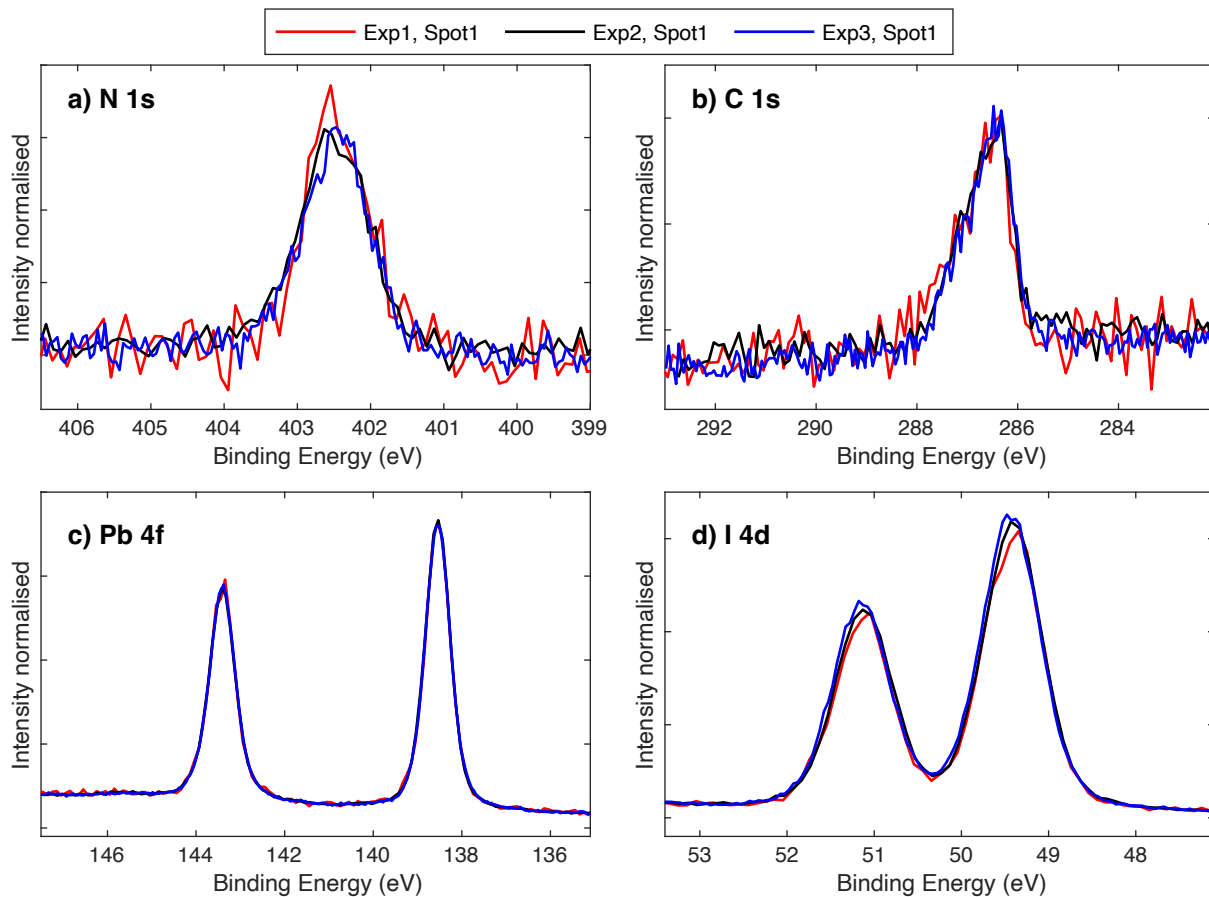 Exp1, Spot1 Exp2, Spot1 Exp3, Spot1
a) N 1s
Intensity normalised
406 405 404 403 402 401 400 399
Binding Energy (eV)
b) C 1s
Intensity normalised
292 290 288 286 284
Binding Energy (eV)
c) Pb 4f
Intensity normalised
146 144 142 140 138 136
Binding Energy (eV)
d) I 4d
Intensity normalised
53 52 51 50 49 48
Binding Energy (eV)